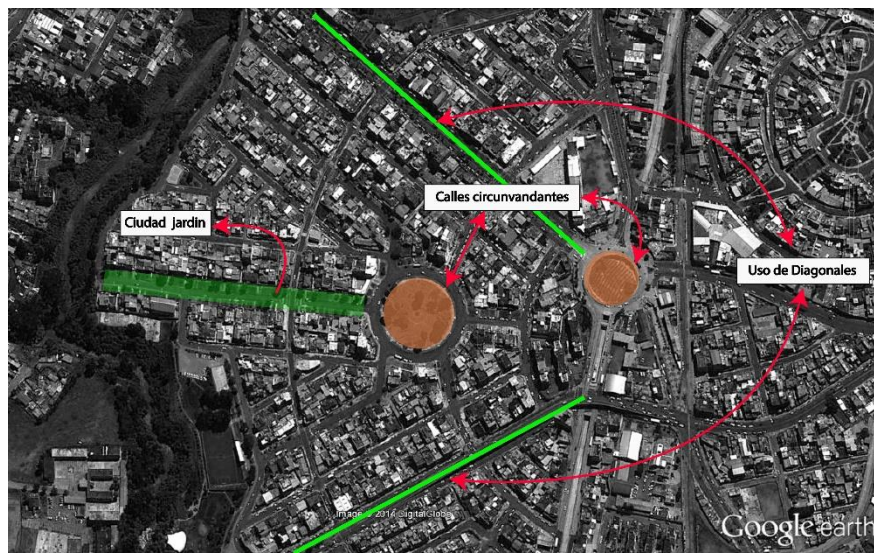 Calles circunvandantes
Ciudad Jardin
Uso de Diagonales
Image © 2014 DigitalGlobe
Google earth